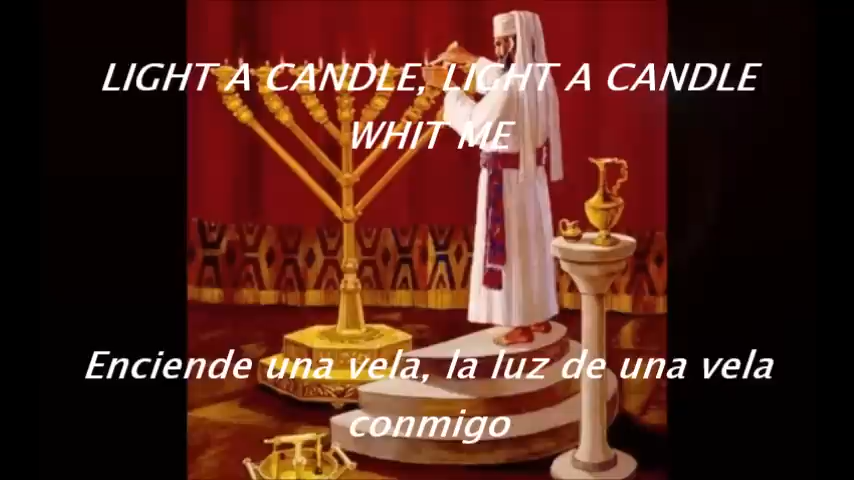 LIGHT A CANDLE, LIGHT A CANDLE
WHIT ME
Enciende una vela, la luz de una vela
conmigo